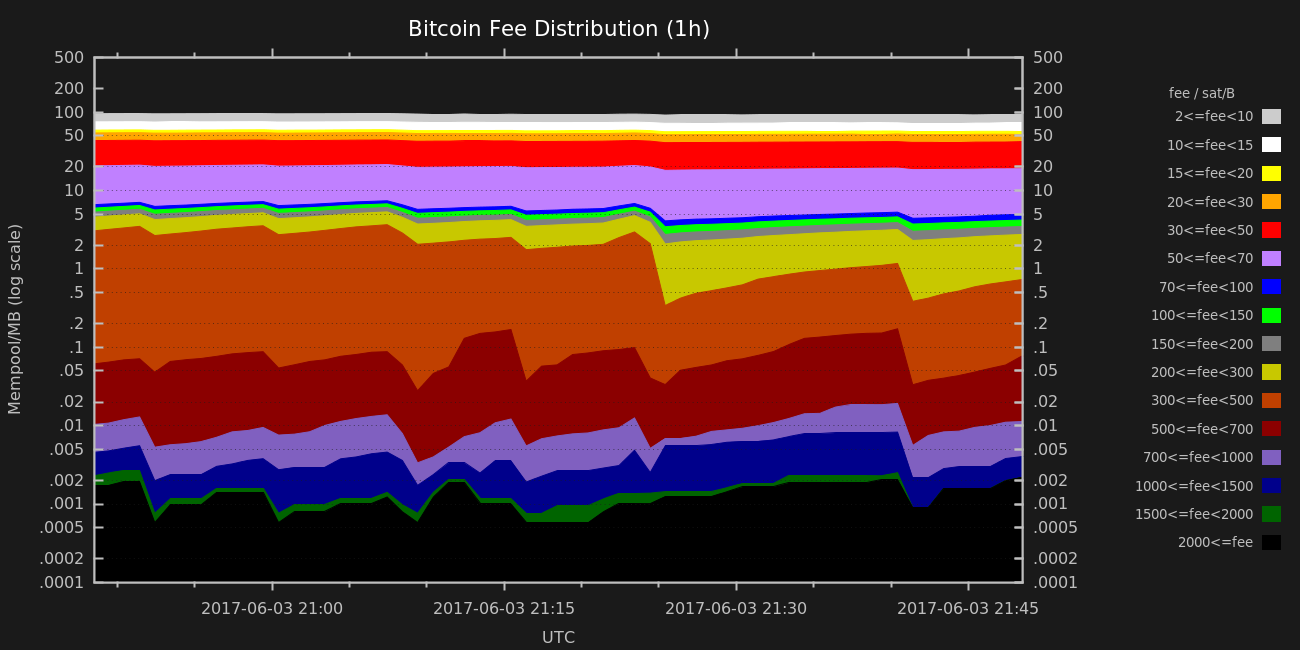 Bitcoin Fee Distribution (1h)
500 500
200 200
100 100
50 50
20 20
10 10
5 5
2 2
1 1
.5 .5
.2 .2
.1 .1
.05 .05
.02 .02
.01 .01
.005 .005
.002 .002
.001 .001
.0005 .0005
.0002 .0002
.0001 .0001
Mempool/MB (log scale)
2017-06-03 21:00 2017-06-03 21:15 2017-06-03 21:30 2017-06-03 21:45
UTC
fee / sat/B
2<=fee<10
10<=fee<15
15<=fee<20
20<=fee<30
30<=fee<50
50<=fee<70
70<=fee<100
100<=fee<150
150<=fee<200
200<=fee<300
300<=fee<500
500<=fee<700
700<=fee<1000
1000<=fee<1500
1500<=fee<2000
2000<=fee